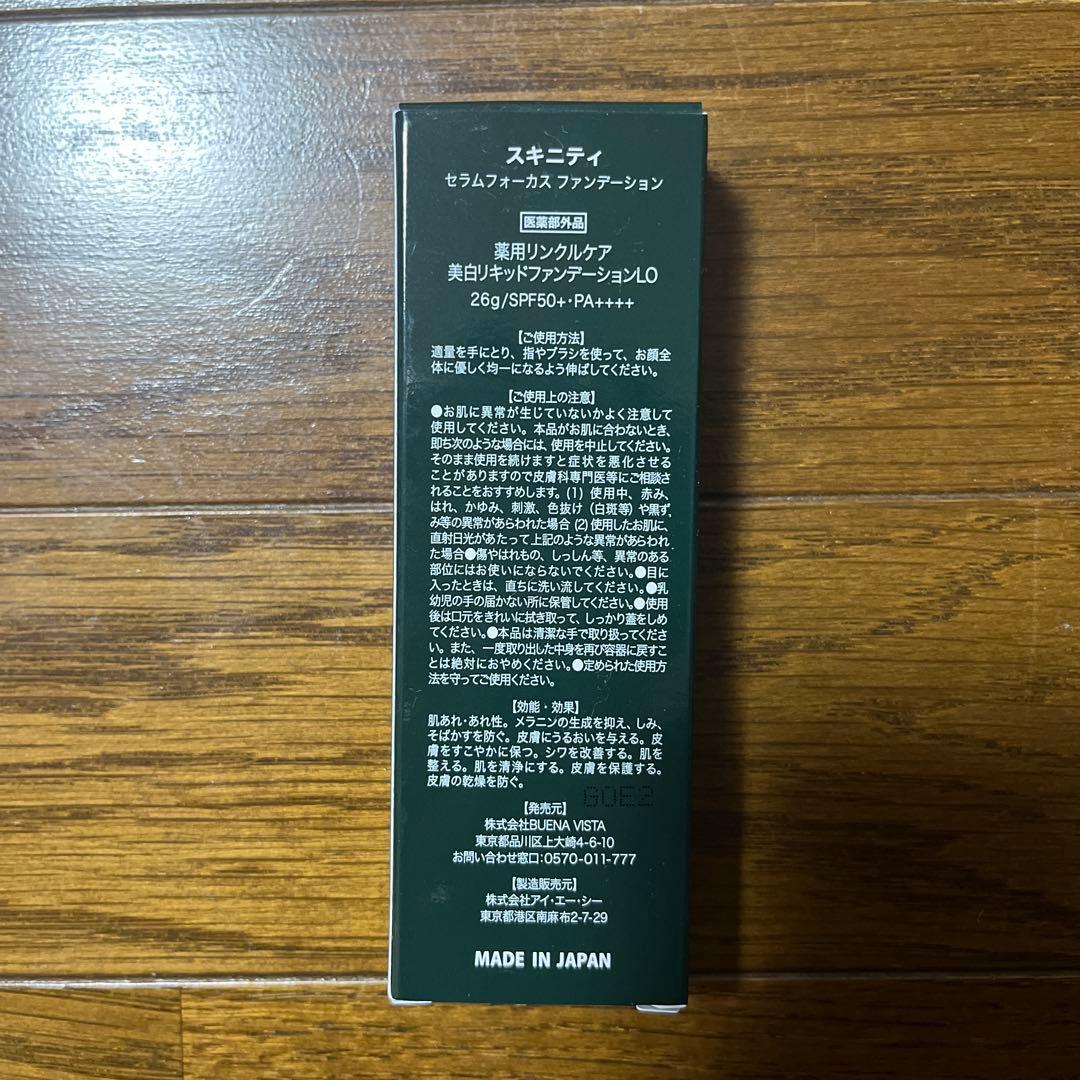 スキニティ
セラムフォーカス ファンデーション
医薬部外品
薬用リンクルケア
美白リキッドファンデーションLO
26g/SPF50+・PA++++
【ご使用方法】
適量を手にとり、指やブラシを使って、お顔全
体に優しく均一になるよう伸ばしてください。
【ご使用上の注意】
●お肌に異常が生じていないかよく注意して
使用してください。本品がお肌に合わないとき、
即ち次のような場合には、使用を中止してください。
そのまま使用を続けますと症状を悪化させる
ことがありますので皮膚科専門医等にご相談さ
れることをおすすめします。(1) 使用中、赤み、
はれ、かゆみ、刺激、色抜け（白斑等）や黒ず
み等の異常があらわれた場合 (2) 使用したお肌に、
直射日光があたって上記のような異常があらわれ
た場合●傷やはれもの、しっしん等、異常のある
部位にはお使いにならないでください。●目に
入ったときは、直ちに洗い流してください。●乳
幼児の手の届かない所に保管してください。●使用
後は口元をきれいに拭き取って、しっかり蓋をしめ
てください。●本品は清潔な手で取り扱ってくださ
い。また、一度取り出した中身を再び容器に戻すこ
とは絶対におやめください。●定められた使用方
法を守ってご使用ください。
【効能・効果】
肌あれ・あれ性。メラニンの生成を抑え、しみ、
そばかすを防ぐ。皮膚にうるおいを与える。皮
膚をすこやかに保つ。シワを改善する。肌を
整える。肌を清浄にする。皮膚を保護する。
皮膚の乾燥を防ぐ。
GOE2
【発売元】
株式会社BUENA VISTA
東京都品川区上大崎4-6-10
お問い合わせ窓口：0570-011-777
【製造販売元】
株式会社アイ・エー・シー
東京都港区南麻布2-7-29
MADE IN JAPAN